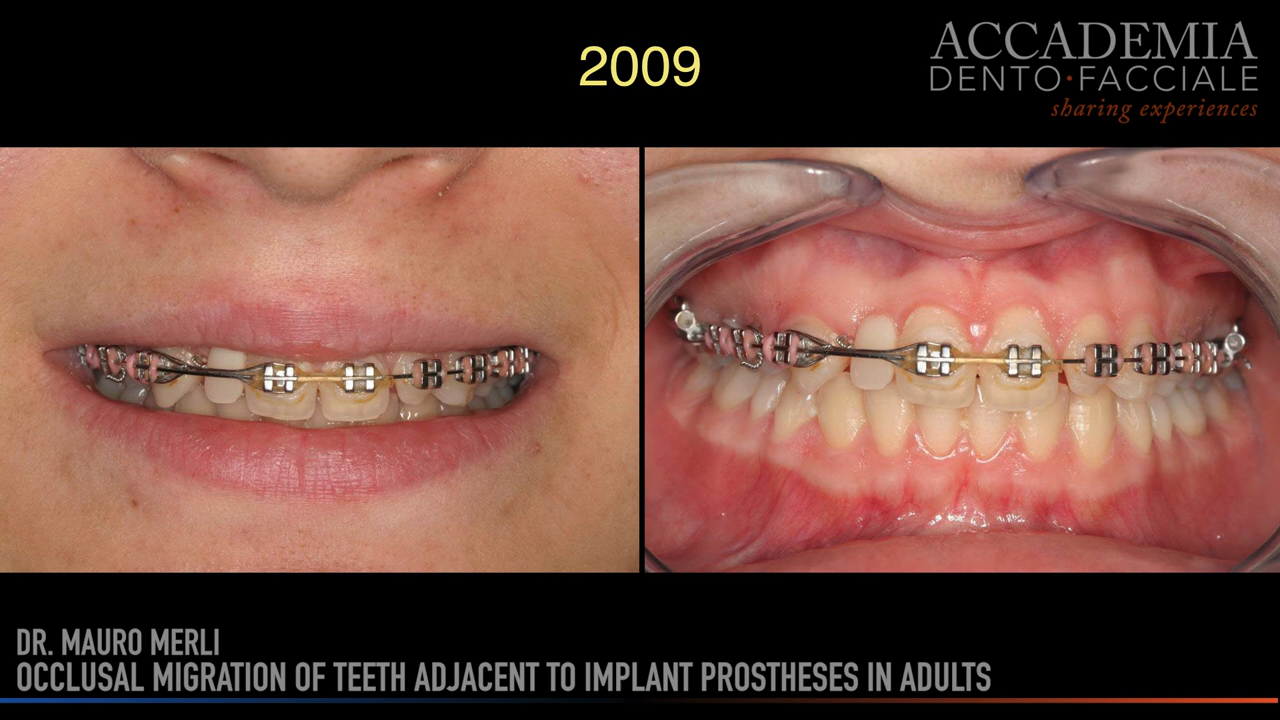 2009
ACCADEMIA
DENTO·FACCIALE
sharing experiences
DR. MAURO MERLI
OCCLUSAL MIGRATION OF TEETH ADJACENT TO IMPLANT PROSTHESES IN ADULTS